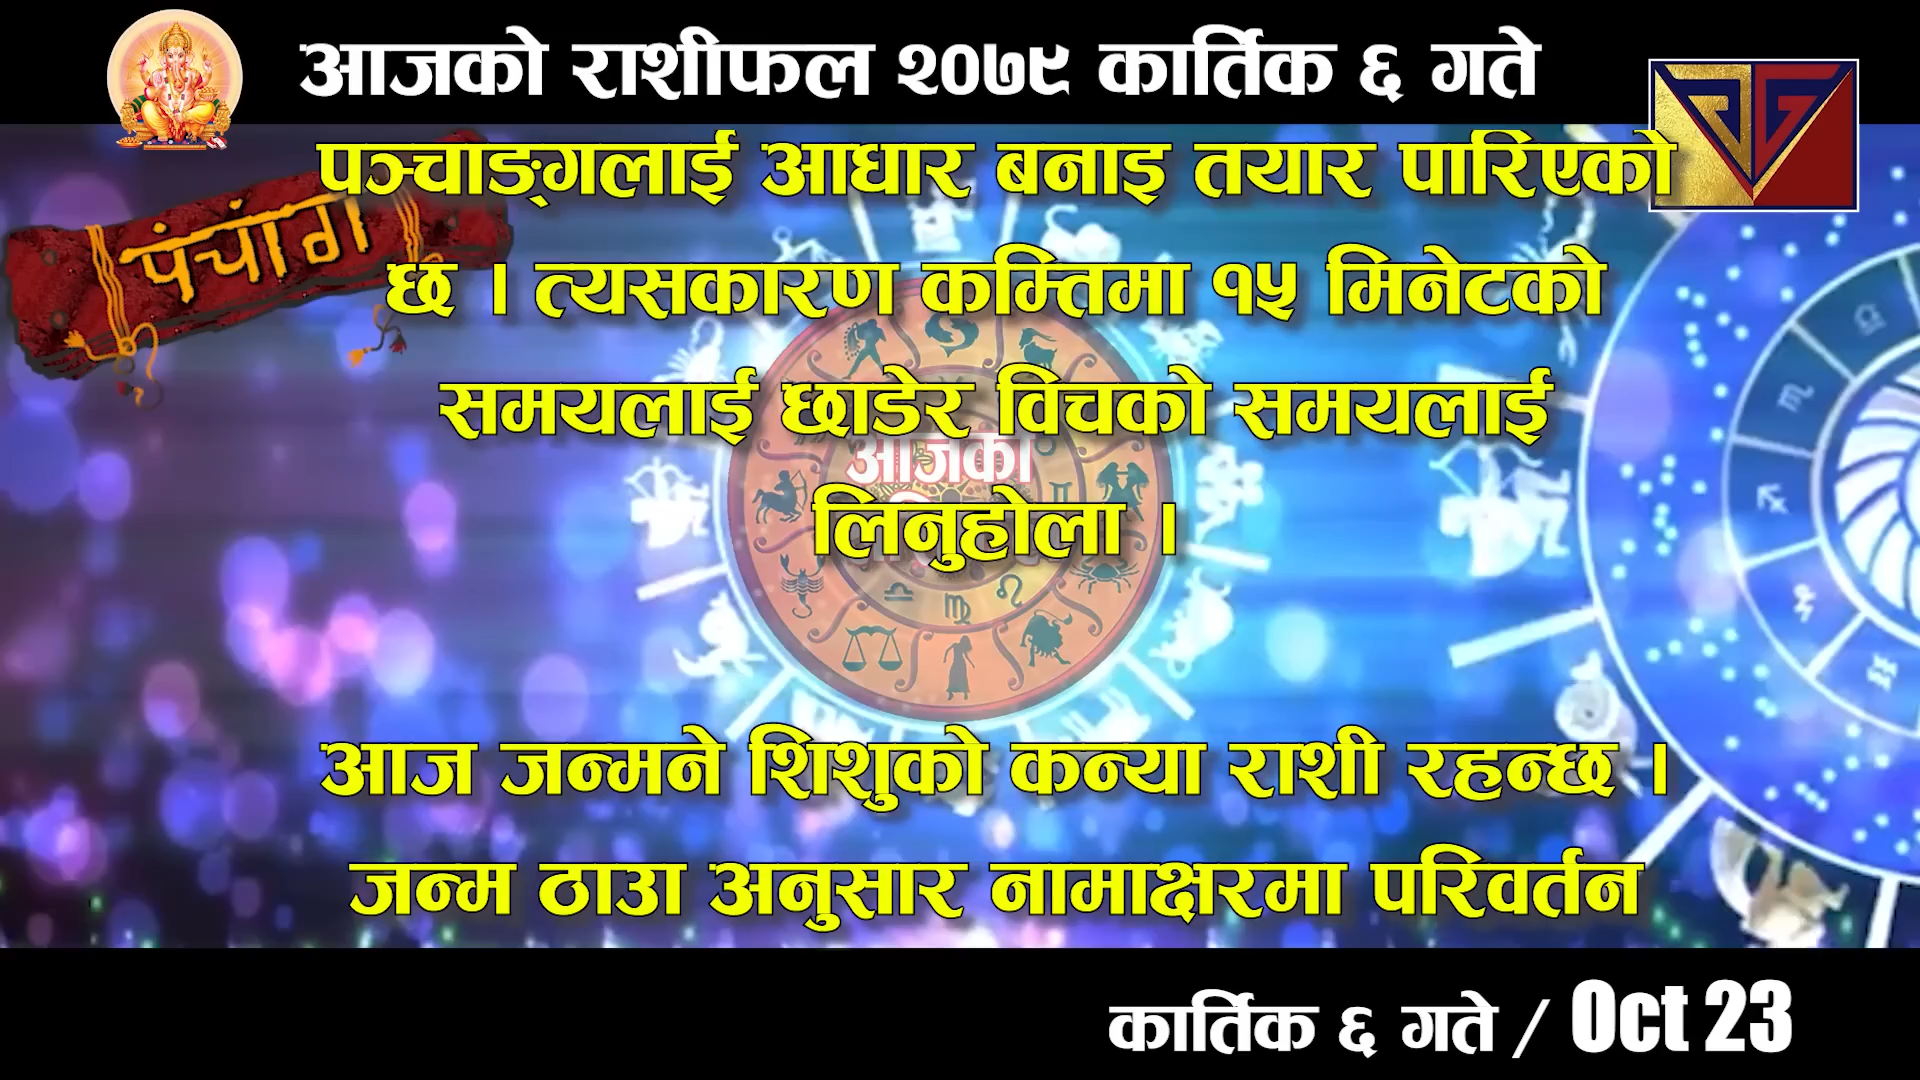 आजको राशीफल २०७९ कार्तिक ६ गते
पंचांग
पञ्चाङ्गलाई आधार बनाइ तयार पारिएको
छ । त्यसकारण कम्तिमा १५ मिनेटको
समयलाई छाडेर विचको समयलाई
आजको
लिनुहोला ।
आज जन्मने शिशुको कन्या राशी रहन्छ ।
जन्म ठाउा अनुसार नामाक्षरमा परिवर्तन
कार्तिक ६ गते / Oct 23